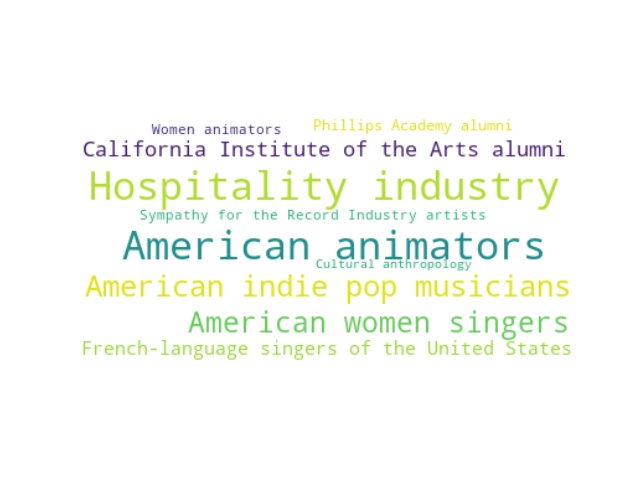 Women animators
Phillips Academy alumni
California Institute of the Arts alumni
Hospitality industry
Sympathy for the Record Industry artists
American animators
Cultural anthropology
American indie pop musicians
American women singers
French-language singers of the United States